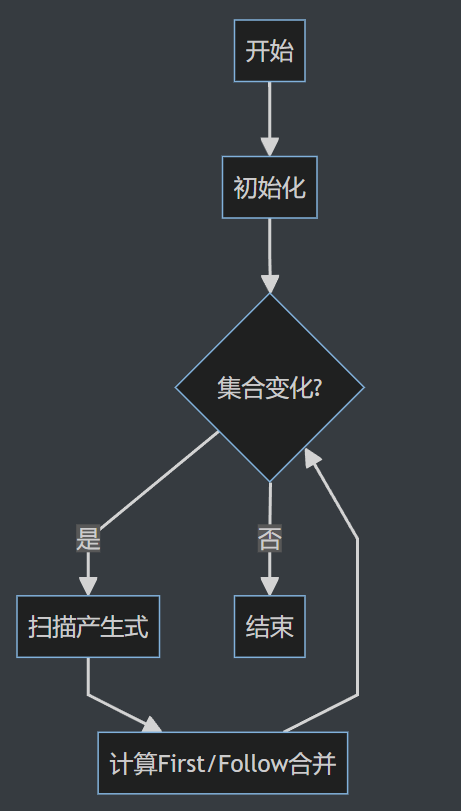 开始
初始化
集合变化?
是
否
扫描产生式
结束
计算First/Follow合并